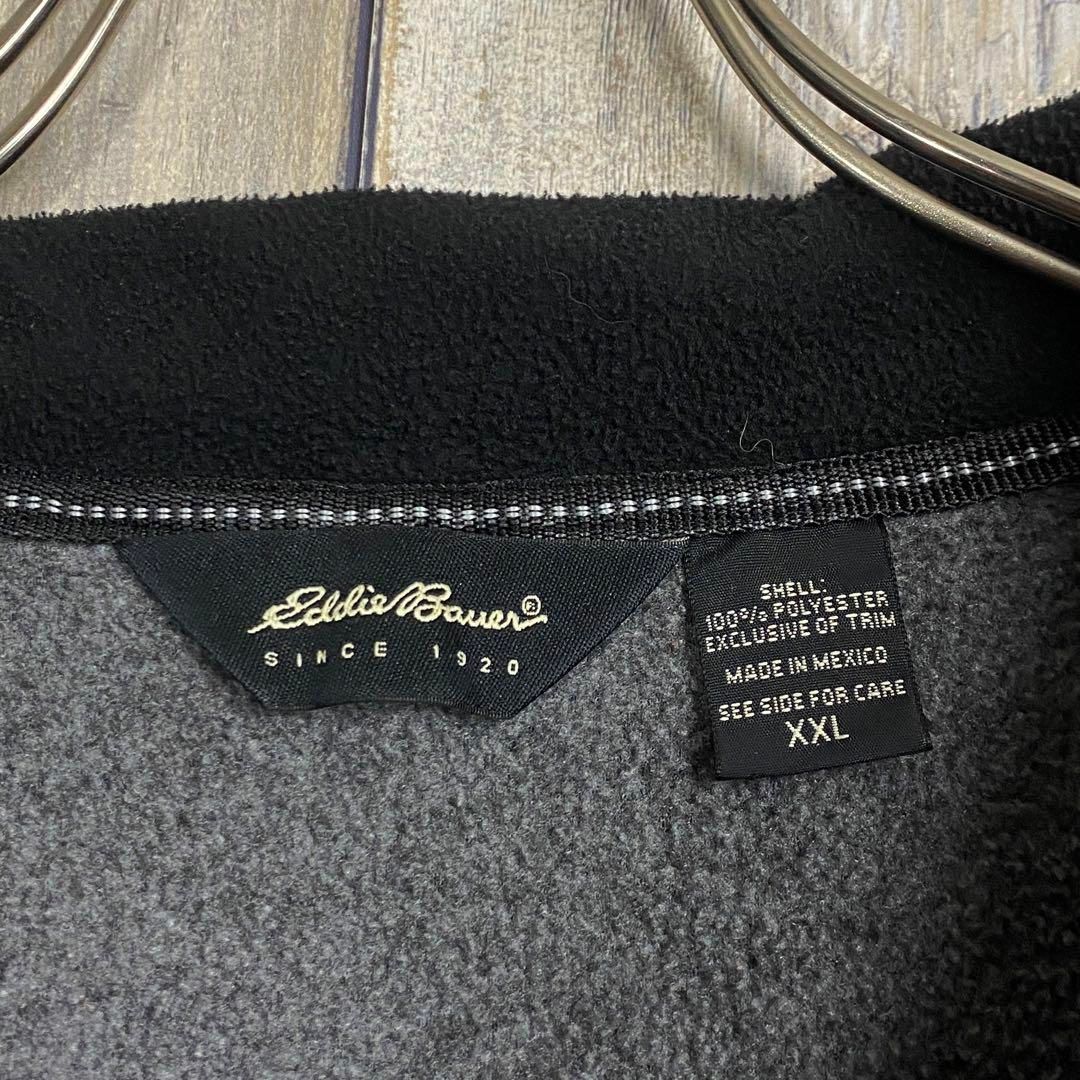 Eddie Bauer®
SINCE 1920
SHELL:
100% POLYESTER
EXCLUSIVE OF TRIM
MADE IN MEXICO
SEE SIDE FOR CARE
XXL